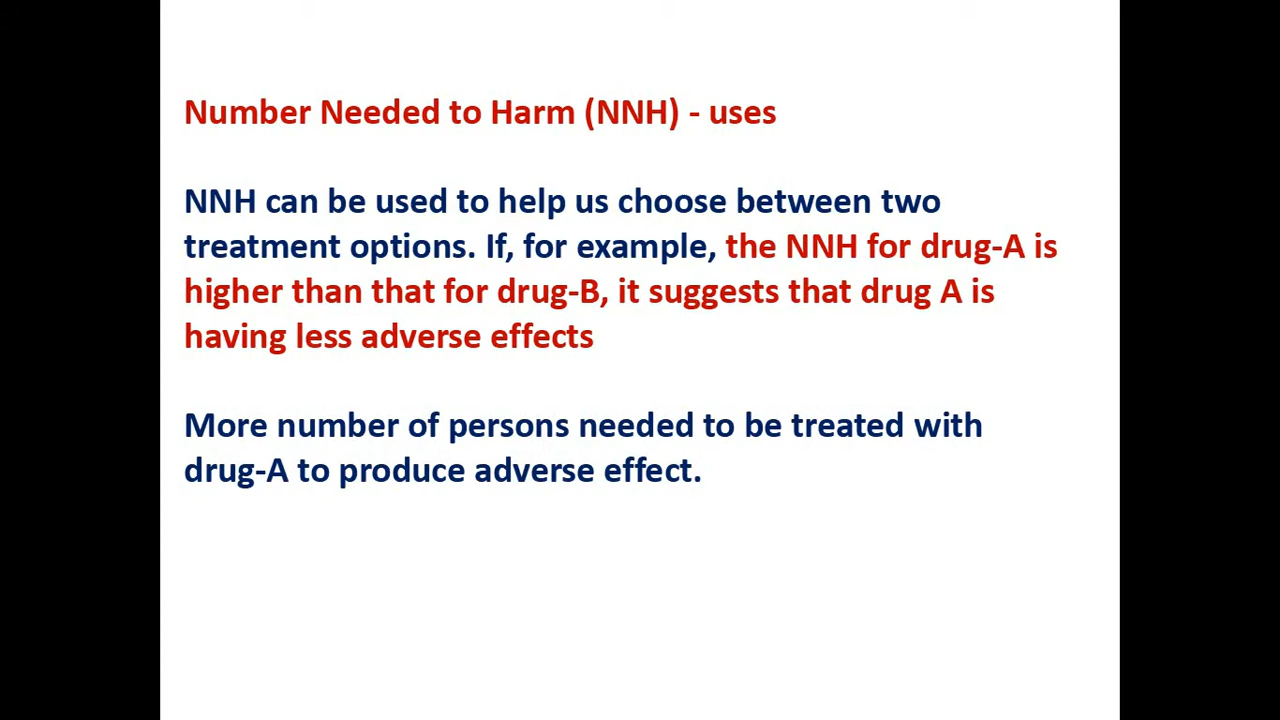 Number Needed to Harm (NNH) - uses
NNH can be used to help us choose between two
treatment options. If, for example, the NNH for drug-A is
higher than that for drug-B, it suggests that drug A is
having less adverse effects
More number of persons needed to be treated with
drug-A to produce adverse effect.